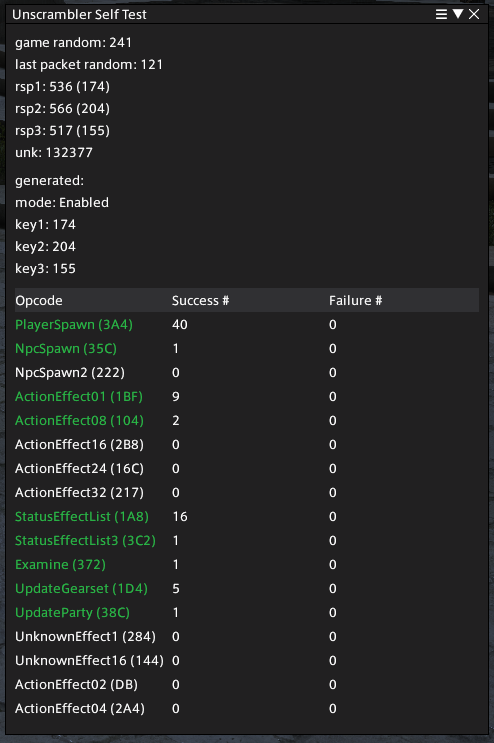 Unscrambler Self Test
game random: 241
last packet random: 121
rsp1: 536 (174)
rsp2: 566 (204)
rsp3: 517 (155)
unk: 132377
generated:
mode: Enabled
key1: 174
key2: 204
key3: 155
Opcode Success # Failure #
PlayerSpawn (3A4) 40 0
NpcSpawn (35C) 1 0
NpcSpawn2 (222) 0 0
ActionEffect01 (1BF) 9 0
ActionEffect08 (104) 2 0
ActionEffect16 (2B8) 0 0
ActionEffect24 (16C) 0 0
ActionEffect32 (217) 0 0
StatusEffectList (1A8) 16 0
StatusEffectList3 (3C2) 1 0
Examine (372) 1 0
UpdateGearset (1D4) 5 0
UpdateParty (38C) 1 0
UnknownEffect1 (284) 0 0
UnknownEffect16 (144) 0 0
ActionEffect02 (DB) 0 0
ActionEffect04 (2A4) 0 0